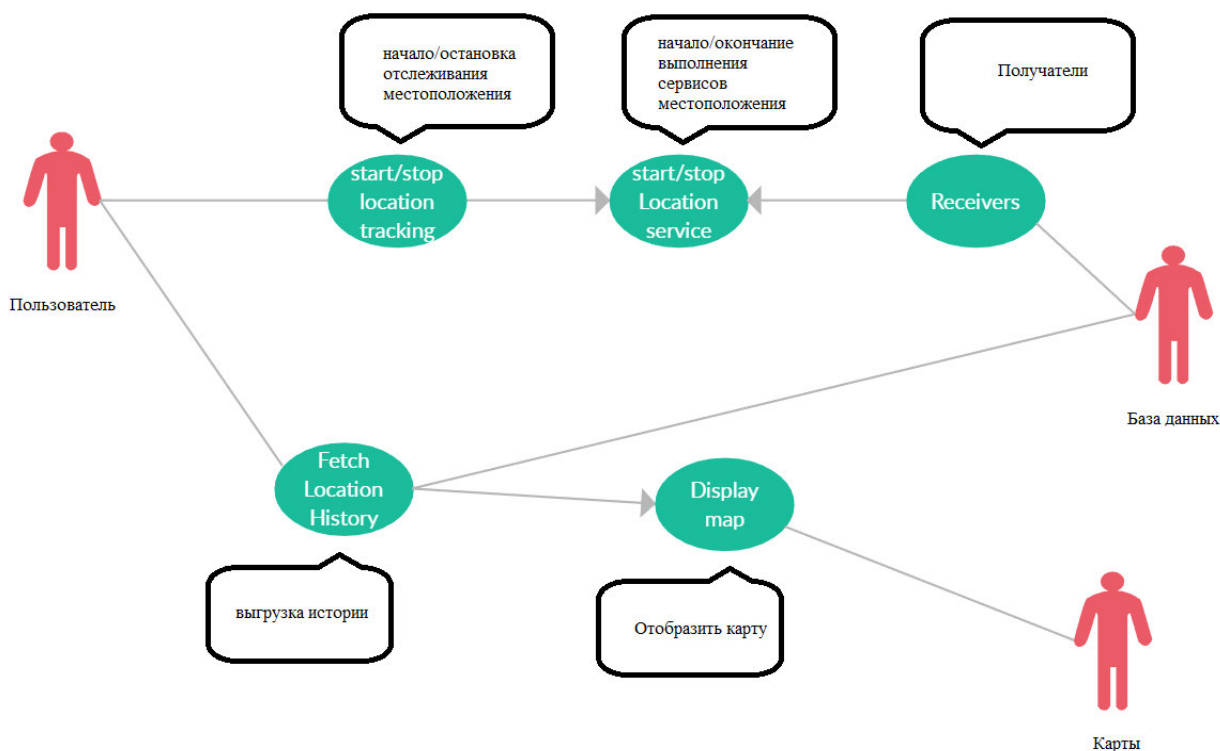 начало/остановка
отслеживания
местоположения
начало/окончание
выполнения
сервисов
местоположения
Получатели
start/stop
location
tracking
start/stop
Location
service
Receivers
Пользователь
База данных
Fetch
Location
History
Display
map
выгрузка истории
Отобразить карту
Карты